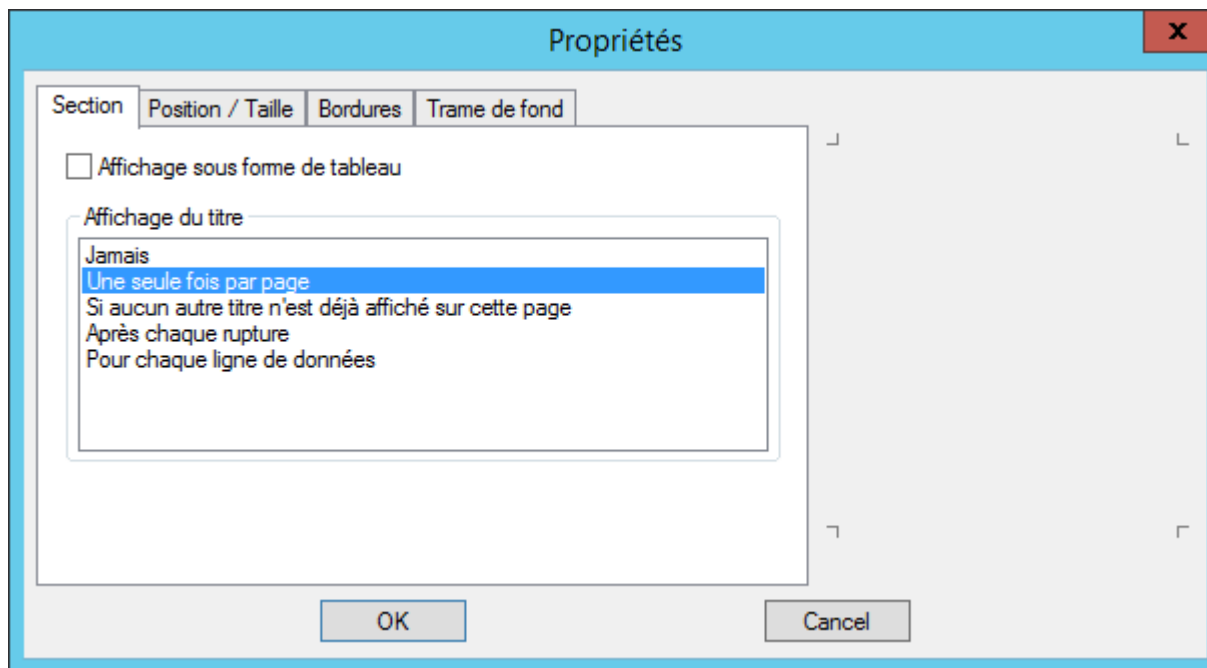 Propriétés
x
Section Position / Taille Bordures Trame de fond
Affichage sous forme de tableau
Affichage du titre
Jamais
Une seule fois par page
Si aucun autre titre n'est déjà affiché sur cette page
Après chaque rupture
Pour chaque ligne de données
OK Cancel